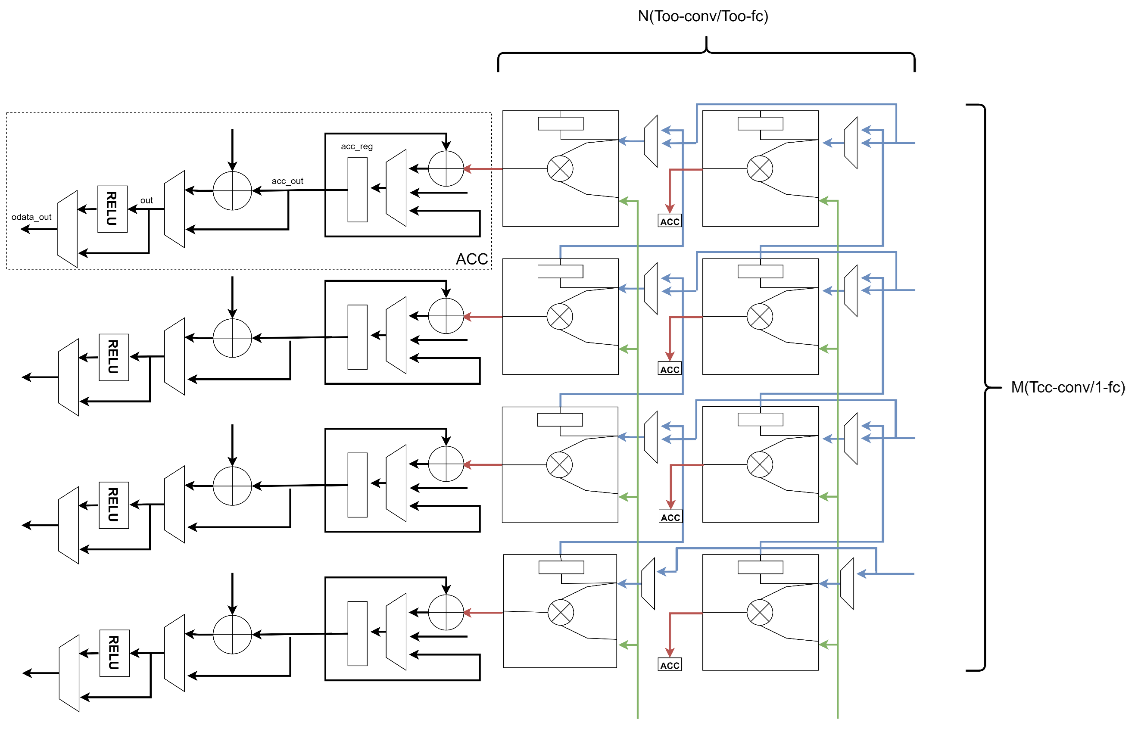 N(Too-conv/Too-fc)
acc_reg
acc_out
out
RELU
odata_out
ACC
ACC
RELU
ACC
M(Tcc-conv/1-fc)
RELU
ACC
RELU
ACC